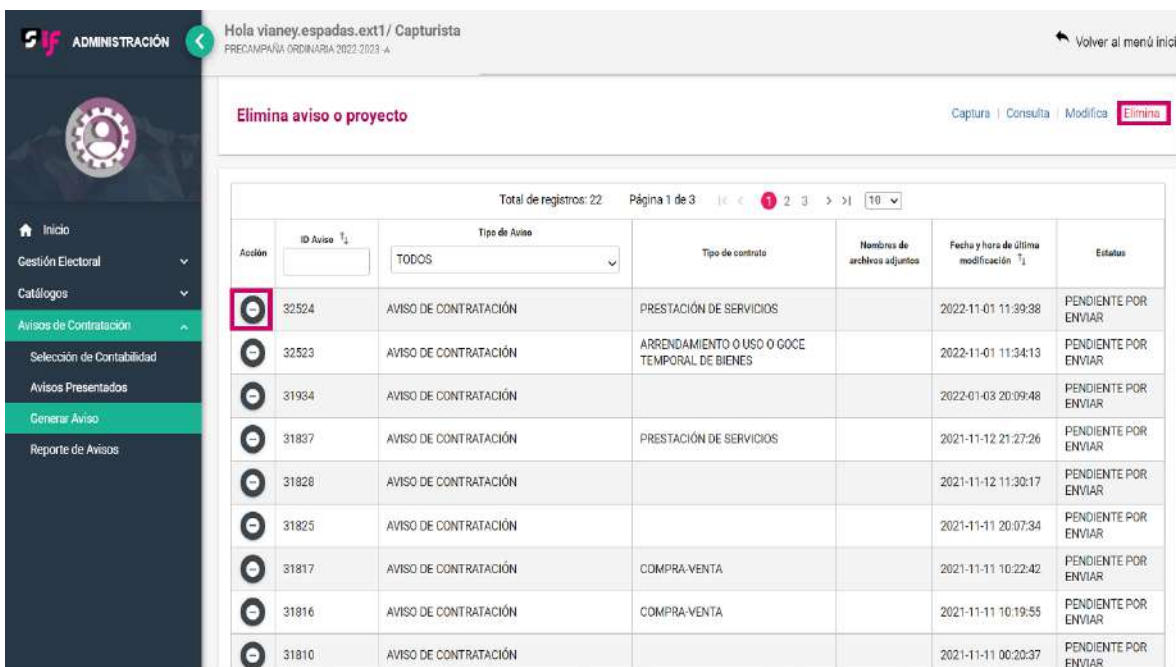 Sif ADMINISTRACIÓN
Hola vianey.espadas.ext1/ Capturista
PRECAMPAÑA ORDINARIA 2022-2023 -A
Volver al menú inici
Elimina aviso o proyecto
Captura | Consulta | Modifica | Elimina
Inicio
Gestión Electoral
Catálogos
Avisos de Contratación
Selección de Contabilidad
Avisos Presentados
Generar Aviso
Reporte de Avisos
Total de registros: 22 Página 1 de 3 |< < 1 2 3 > >| 10
Acción
ID Aviso
Tipo de Aviso
TODOS
Tipo de contrato
Nombres de
archivos adjuntos
Fecha y hora de última
modificación
Estatus
32524 AVISO DE CONTRATACIÓN PRESTACIÓN DE SERVICIOS 2022-11-01 11:39:38 PENDIENTE POR
ENVIAR
32523 AVISO DE CONTRATACIÓN ARRENDAMIENTO O USO O GOCE
TEMPORAL DE BIENES 2022-11-01 11:34:13 PENDIENTE POR
ENVIAR
31934 AVISO DE CONTRATACIÓN 2022-01-03 20:09:48 PENDIENTE POR
ENVIAR
31837 AVISO DE CONTRATACIÓN PRESTACIÓN DE SERVICIOS 2021-11-12 21:27:26 PENDIENTE POR
ENVIAR
31828 AVISO DE CONTRATACIÓN 2021-11-12 11:30:17 PENDIENTE POR
ENVIAR
31825 AVISO DE CONTRATACIÓN 2021-11-11 20:07:34 PENDIENTE POR
ENVIAR
31817 AVISO DE CONTRATACIÓN COMPRA-VENTA 2021-11-11 10:22:42 PENDIENTE POR
ENVIAR
31816 AVISO DE CONTRATACIÓN COMPRA-VENTA 2021-11-11 10:19:55 PENDIENTE POR
ENVIAR
31810 AVISO DE CONTRATACIÓN 2021-11-11 00:20:37 PENDIENTE POR
ENVIAR